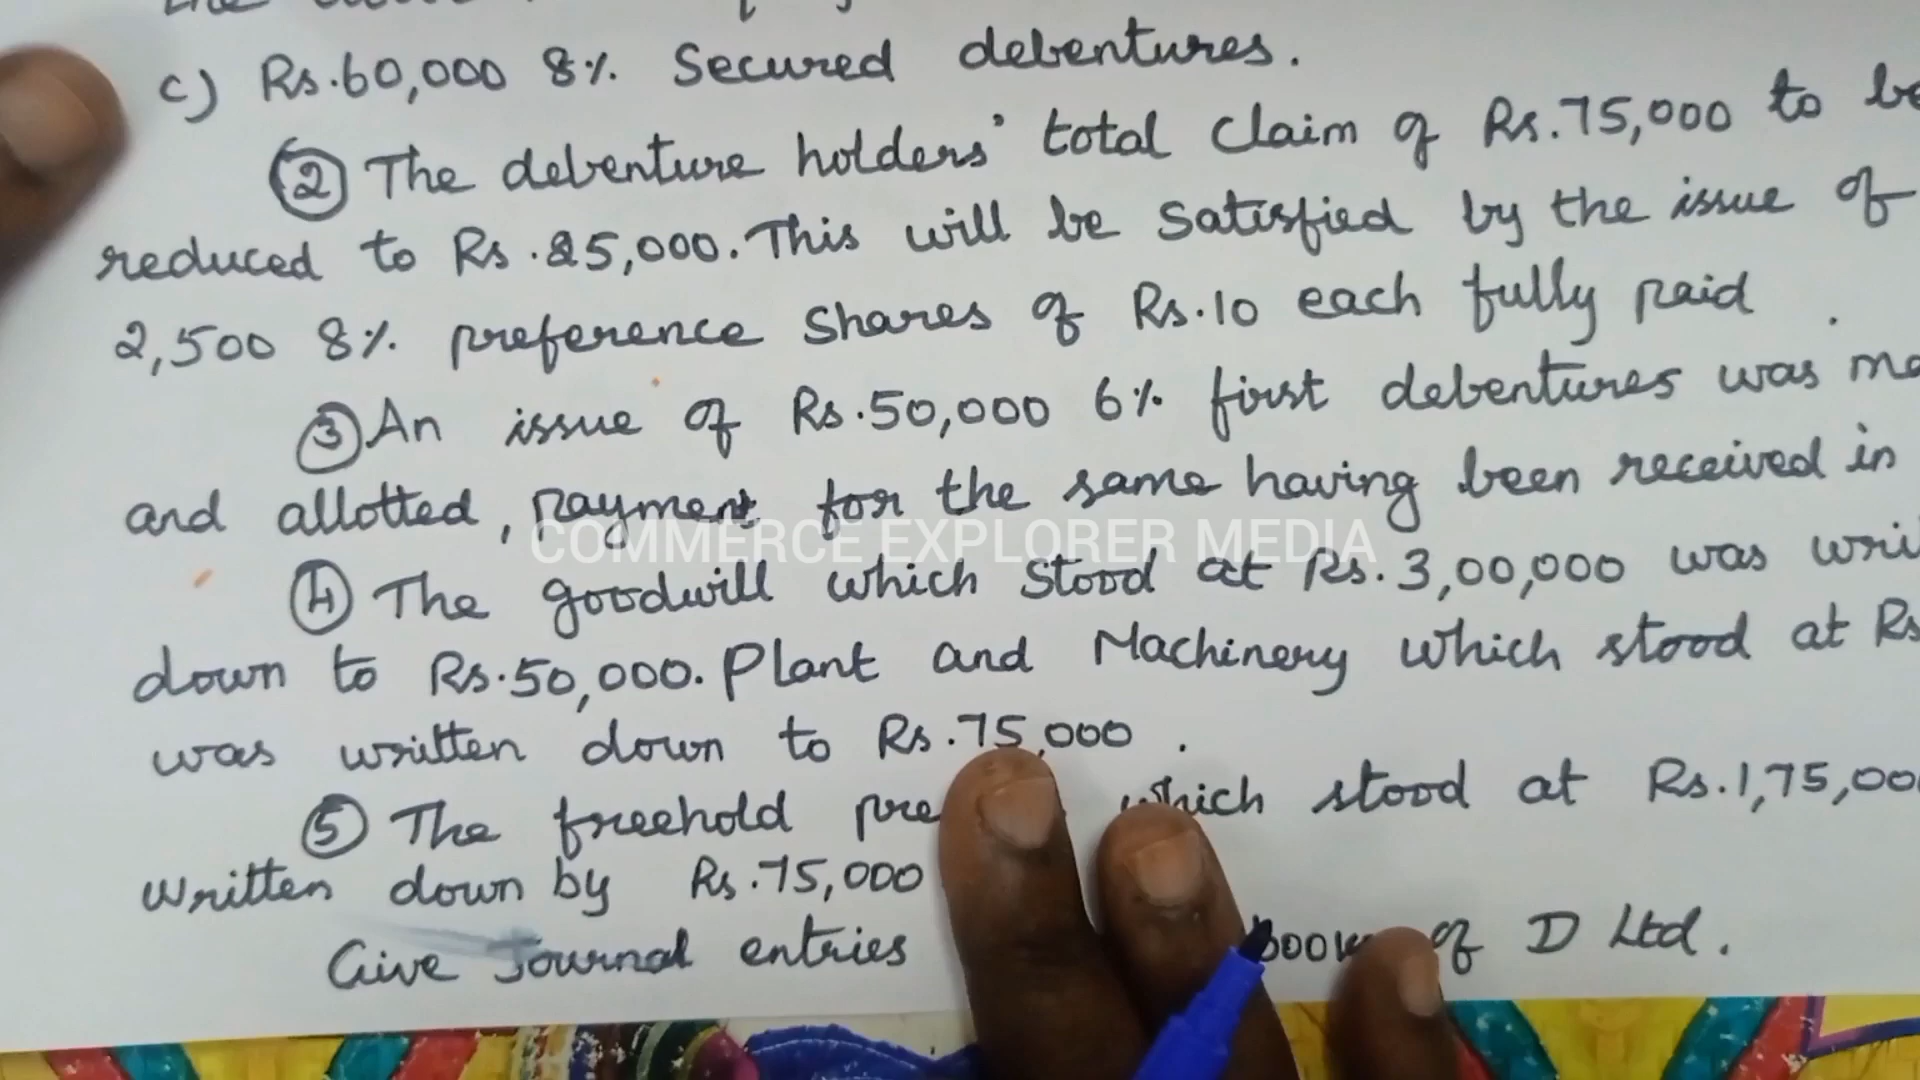 c) Rs.60,000 8% Secured debentures.
② The debenture holders' total claim of Rs.75,000 to be
reduced to Rs.25,000. This will be satisfied by the issue of
2,500 8% preference shares of Rs.10 each fully paid.
③ An issue of Rs.50,000 6% first debentures was
and allotted, payment for the same having been received in
COMMERCE EXPLORER MEDIA
④ The goodwill which stood at Rs.3,00,000 was
down to Rs.50,000. Plant and Machinery which stood at Rs
was written down to Rs.75,000.
⑤ The freehold which stood at Rs.1,75,00
written down by Rs.75,000
Give Journal entries of D Ltd.